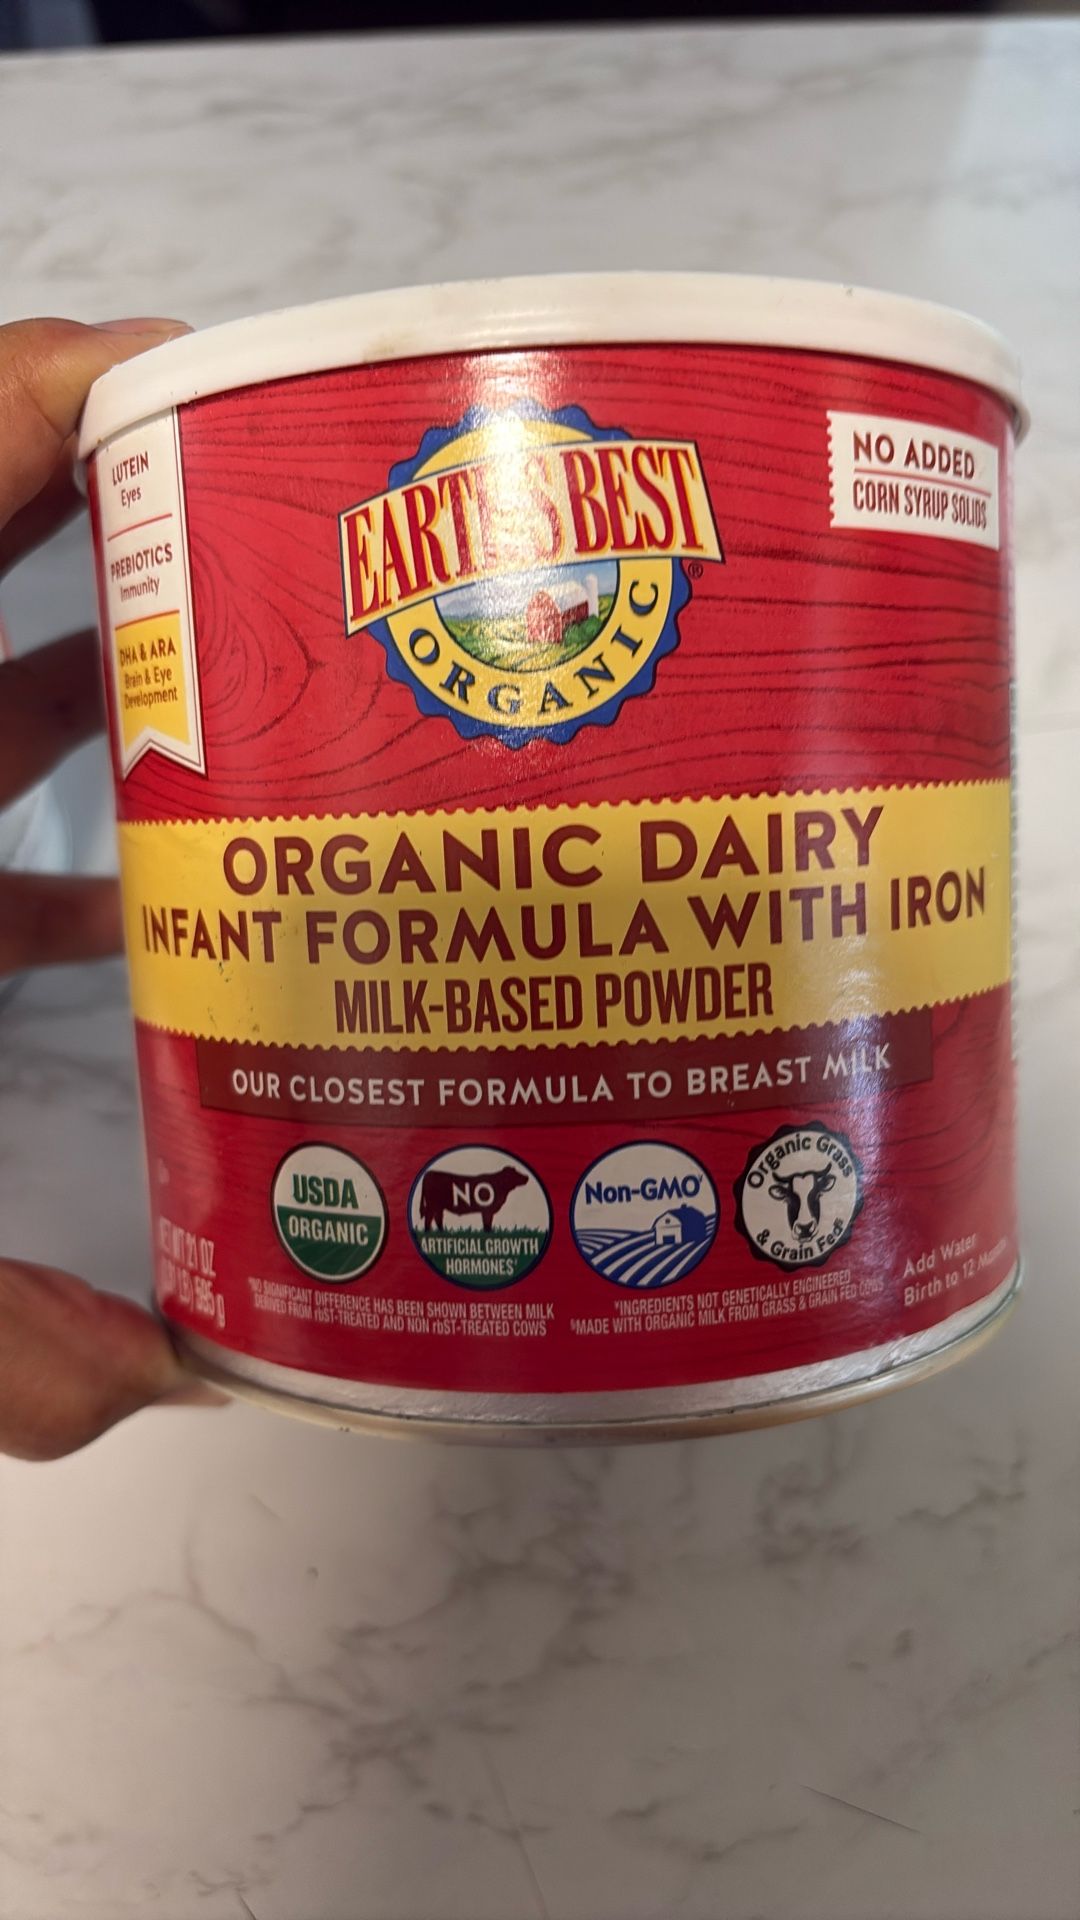 LUTEIN
Eyes
PREBIOTICS
Immunity
DHA & ARA
Brain & Eye
Development
EARTH'S BEST®
ORGANIC
NO ADDED
CORN SYRUP SOLIDS
ORGANIC DAIRY
INFANT FORMULA WITH IRON
MILK-BASED POWDER
OUR CLOSEST FORMULA TO BREAST MILK
USDA
ORGANIC
NO
ARTIFICIAL GROWTH
HORMONES*
Non-GMO
Organic Grass
& Grain Fed
NET WT 21 OZ
LB) 595 g
*NO SIGNIFICANT DIFFERENCE HAS BEEN SHOWN BETWEEN MILK
DERIVED FROM rbST-TREATED AND NON rbST-TREATED COWS
INGREDIENTS NOT GENETICALLY ENGINEERED
MADE WITH ORGANIC MILK FROM GRASS & GRAIN FED COWS
Add Water
Birth to 12 Months